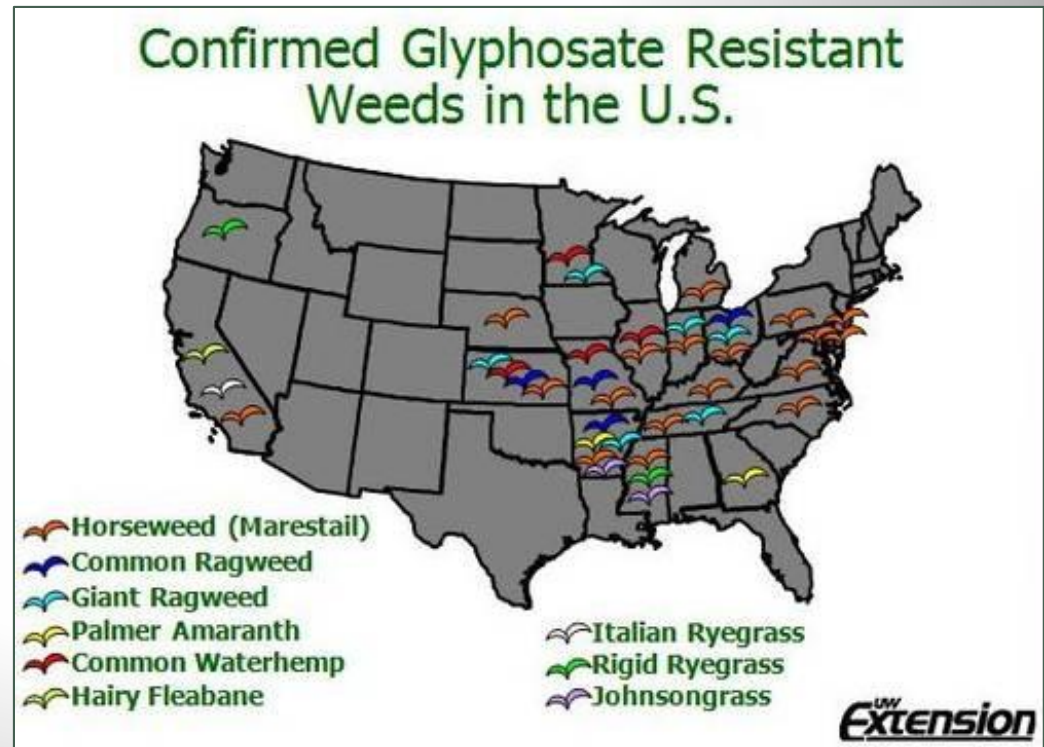 Confirmed Glyphosate Resistant
Weeds in the U.S.
Horseweed (Marestail)
Common Ragweed
Giant Ragweed
Palmer Amaranth
Common Waterhemp
Hairy Fleabane
Italian Ryegrass
Rigid Ryegrass
Johnsongrass
UW
Extension